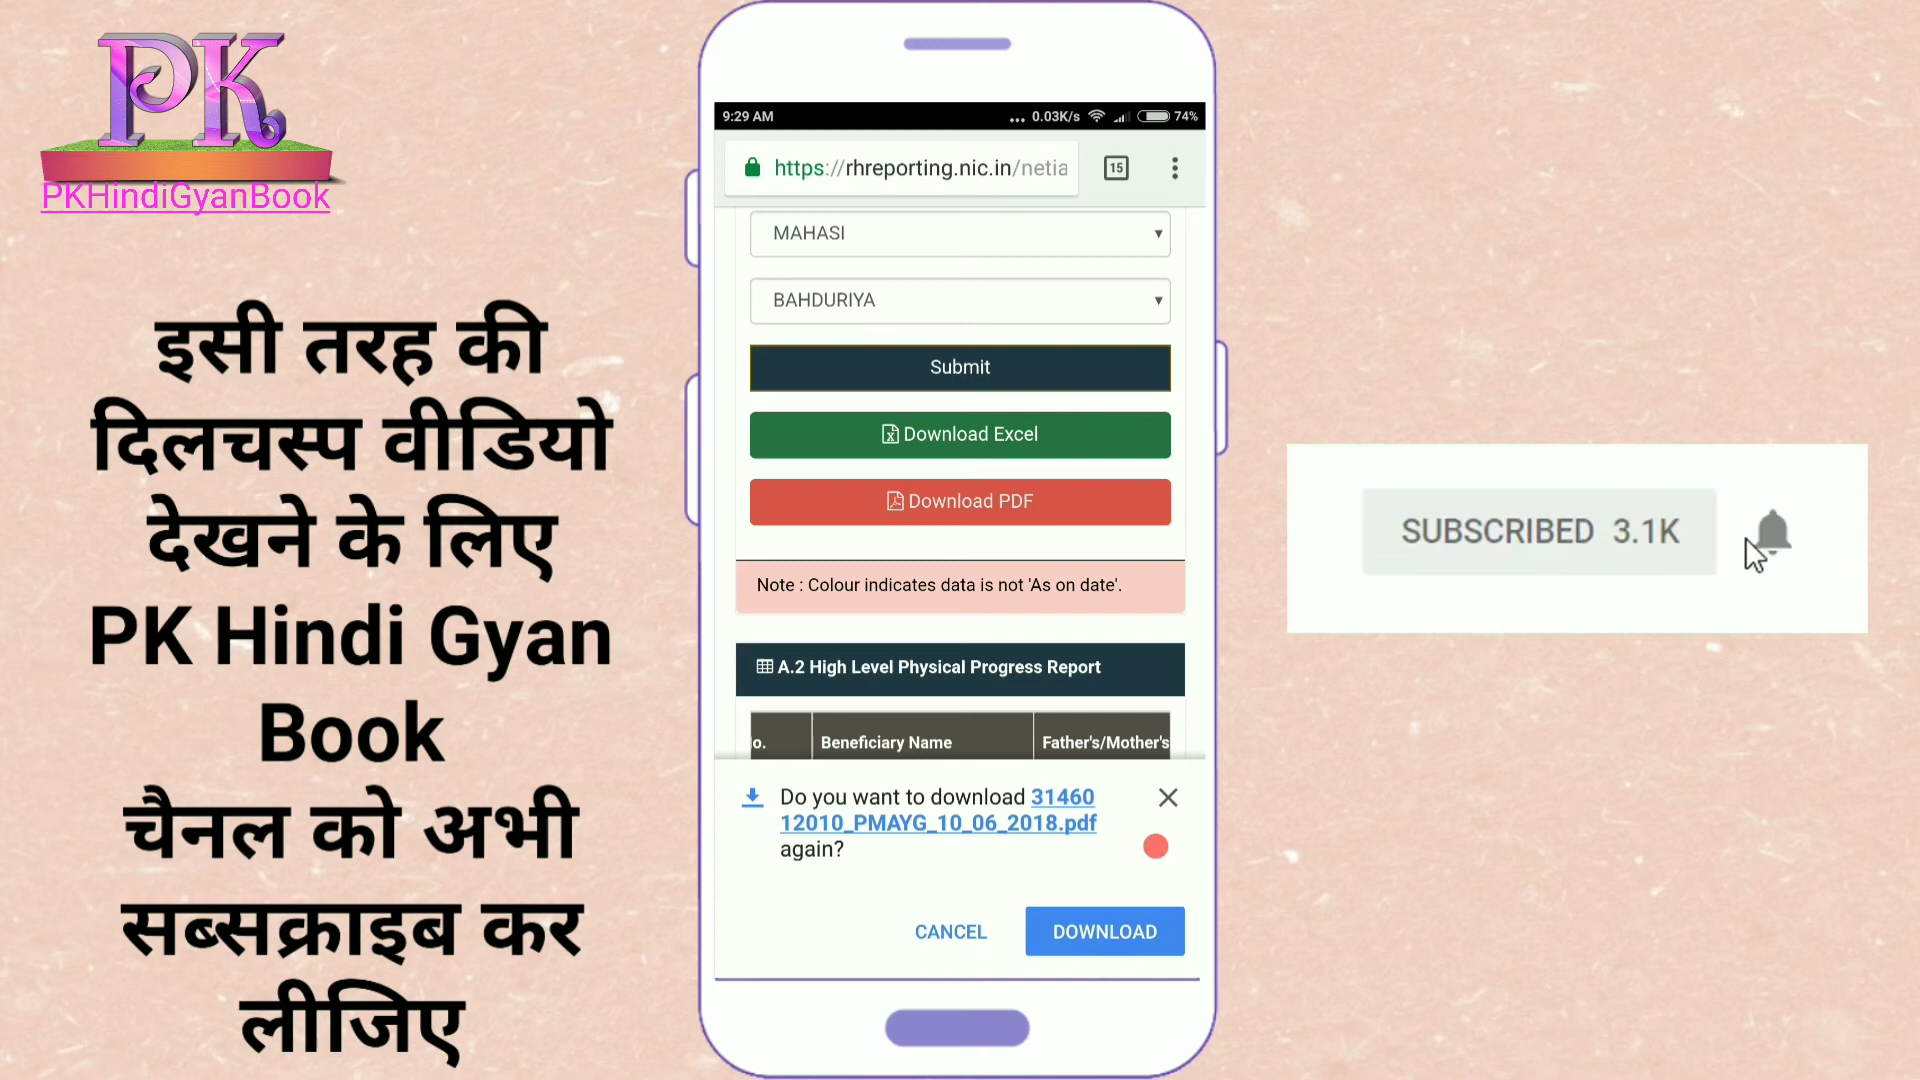 PK
PKHindiGyanBook
इसी तरह की
दिलचस्प वीडियो
देखने के लिए
PK Hindi Gyan
Book
चैनल को अभी
सब्सक्राइब कर
लीजिए
9:29 AM
... 0.03K/s 74%
https://rhreporting.nic.in/netia
15
MAHASI
BAHDURIYA
Submit
Download Excel
Download PDF
Note : Colour indicates data is not 'As on date'.
A.2 High Level Physical Progress Report
o. Beneficiary Name Father's/Mother's
Do you want to download 31460
12010_PMAYG_10_06_2018.pdf
again?
CANCEL DOWNLOAD
SUBSCRIBED 3.1K